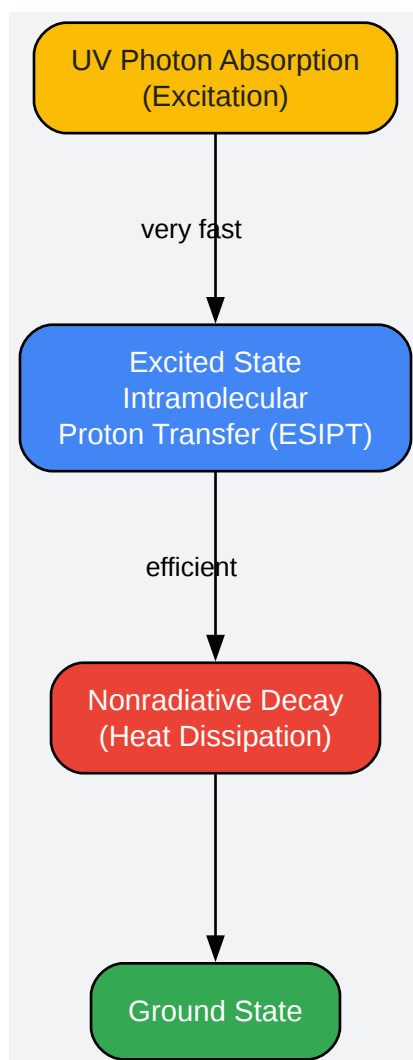 UV Photon Absorption
(Excitation)
very fast
Excited State
Intramolecular
Proton Transfer (ESIPT)
efficient
Nonradiative Decay
(Heat Dissipation)
Ground State